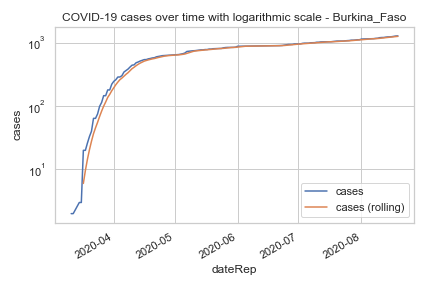 COVID-19 cases over time with logarithmic scale - Burkina_Faso
10³
10²
10¹
cases
cases
cases (rolling)
2020-04
2020-05
2020-06
2020-07
2020-08
dateRep